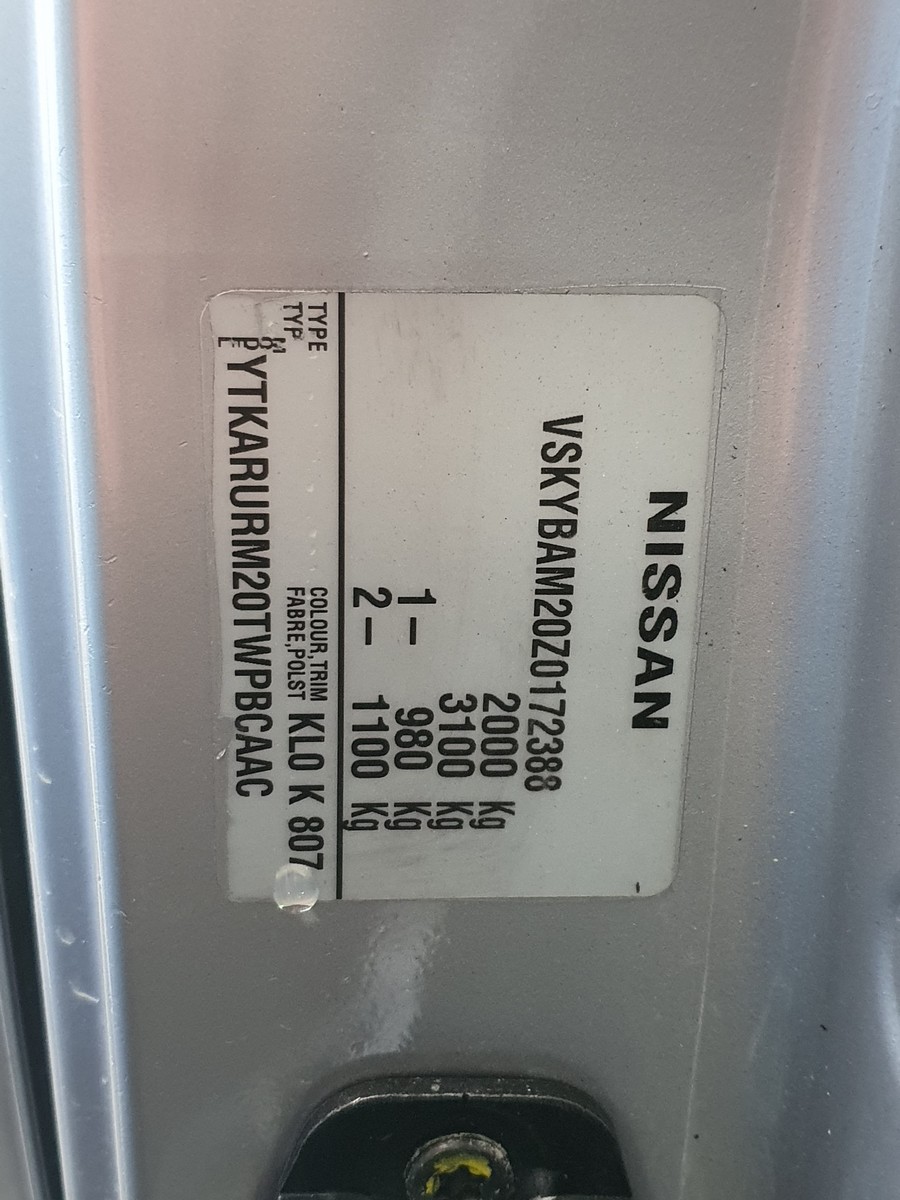 NISSAN
VSKYBAM20Z0172388
2000 Kg
3100 Kg
1– 980 Kg
2– 1100 Kg
TYPE
TYP
COLOUR,TRIM
FABRE,POLST
KL0 K 807
YTKARURM20TWPBCAAC